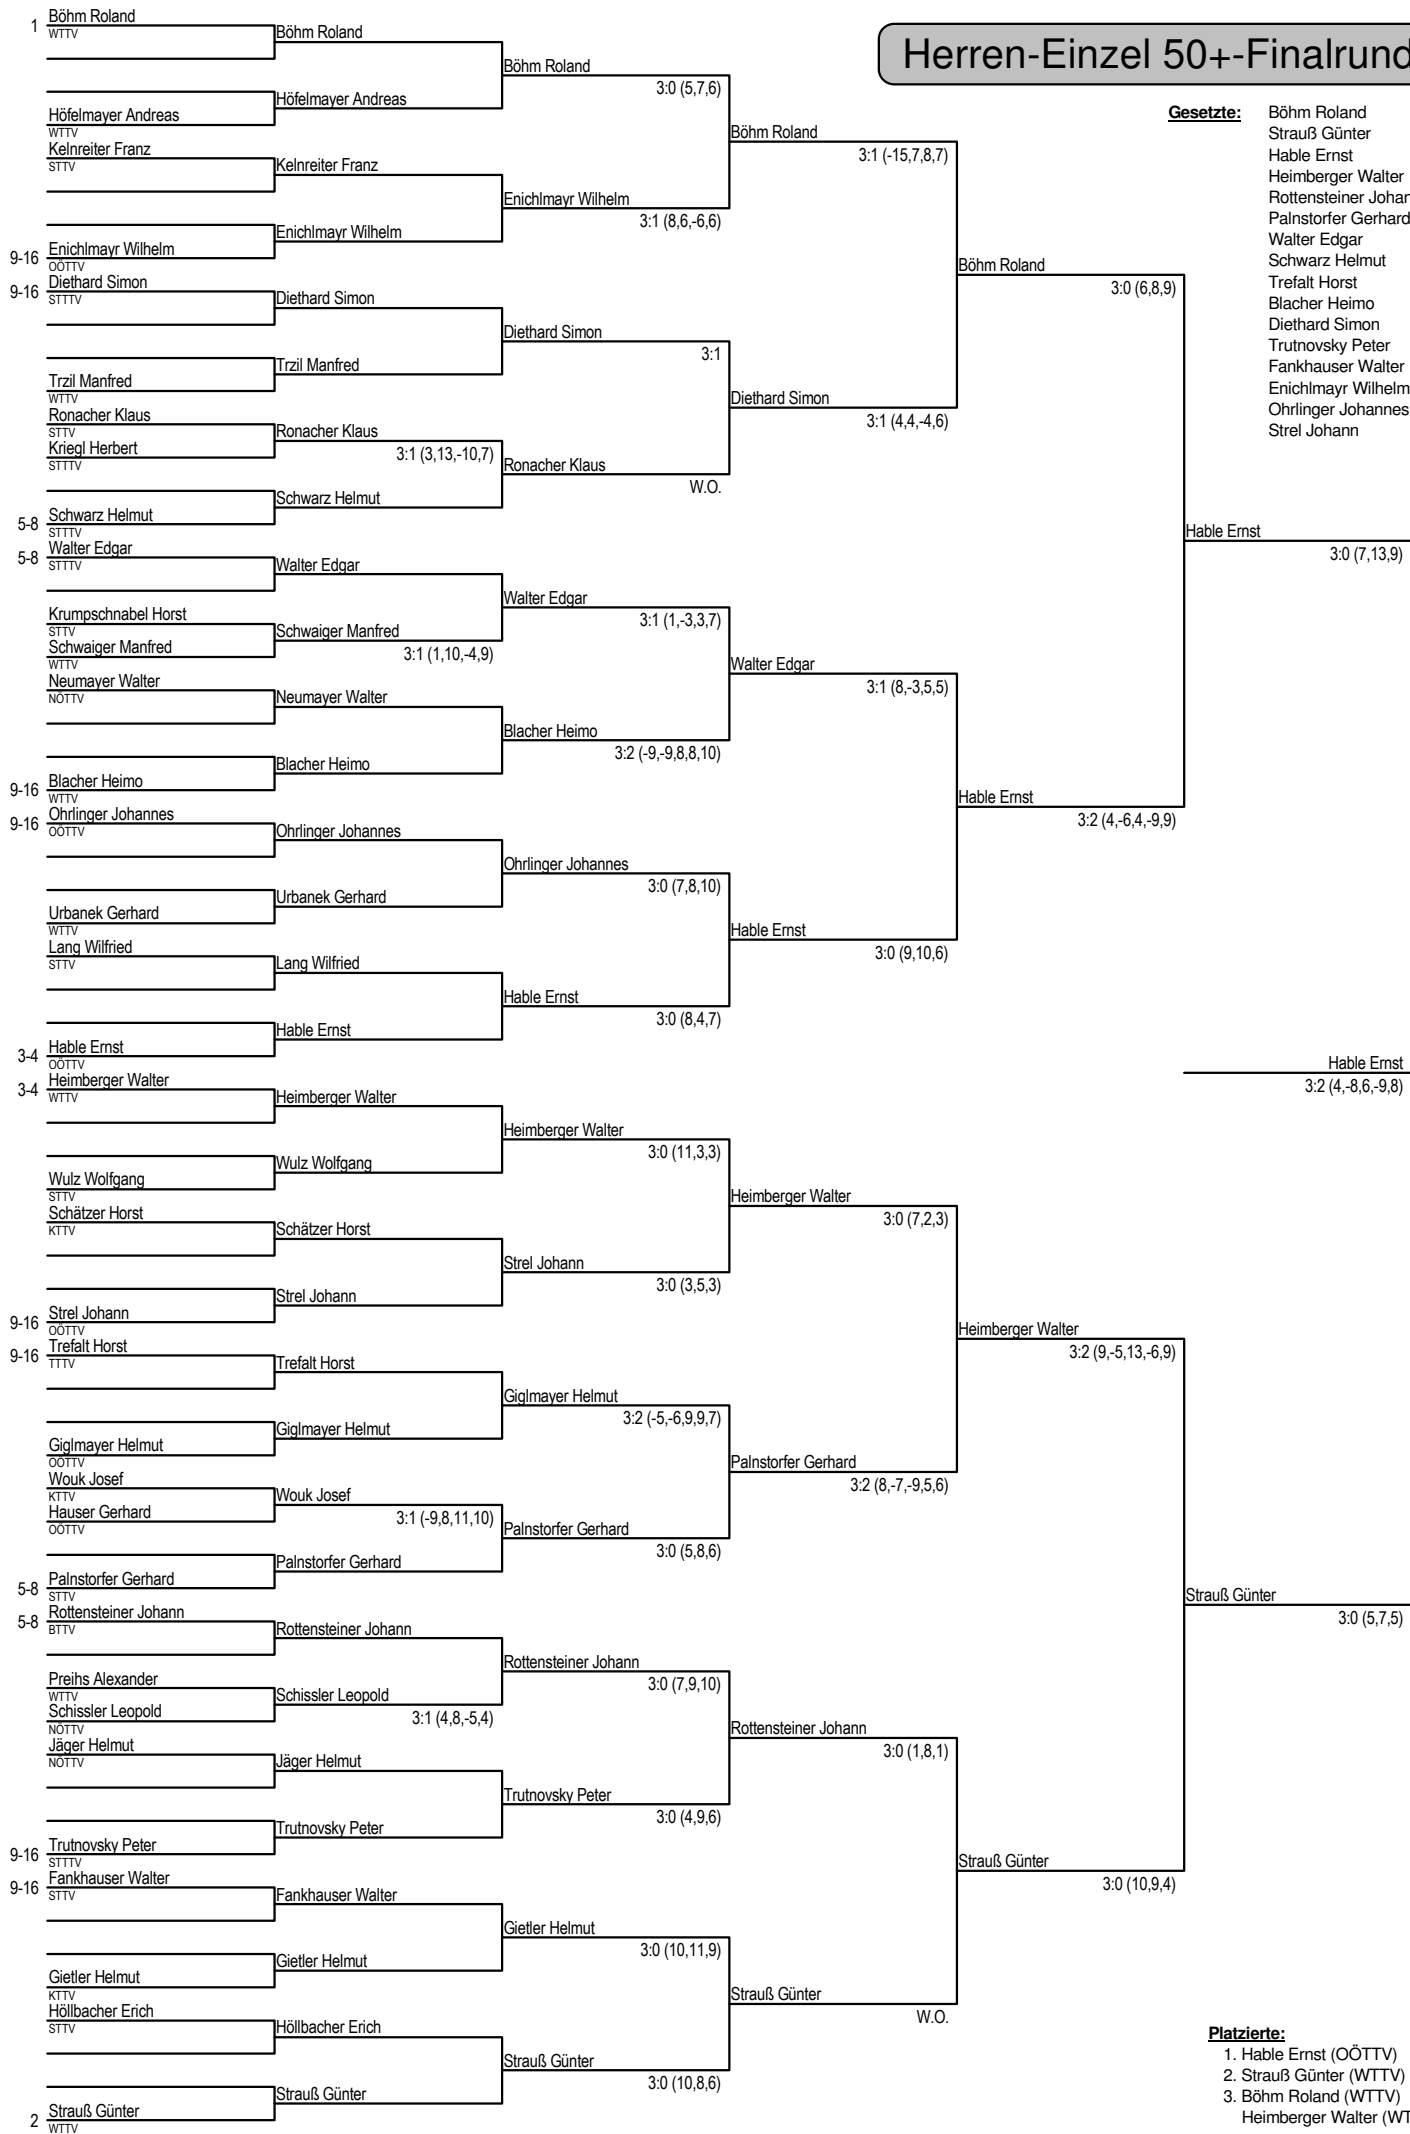 Herren-Einzel 50+-Finalrund
Gesetzte:
Böhm Roland
Strauß Günter
Hable Ernst
Heimberger Walter
Rottensteiner Johan
Palnstorfer Gerhard
Walter Edgar
Schwarz Helmut
Trefalt Horst
Blacher Heimo
Diethard Simon
Trutnovsky Peter
Fankhauser Walter
Enichlmayr Wilhelm
Ohrlinger Johannes
Strel Johann
1 Böhm Roland
WTTV
Höfelmayer Andreas
WTTV
Kelnreiter Franz
STTV
9-16 Enichlmayr Wilhelm
OÖTTV
9-16 Diethard Simon
STTTV
Trzil Manfred
WTTV
Ronacher Klaus
STTV
Kriegl Herbert
STTTV
5-8 Schwarz Helmut
STTTV
5-8 Walter Edgar
STTTV
Krumpschnabel Horst
STTV
Schwaiger Manfred
WTTV
Neumayer Walter
NÖTTV
9-16 Blacher Heimo
WTTV
9-16 Ohrlinger Johannes
OÖTTV
Urbanek Gerhard
WTTV
Lang Wilfried
STTV
3-4 Hable Ernst
OÖTTV
3-4 Heimberger Walter
WTTV
Wulz Wolfgang
STTV
Schätzer Horst
KTTV
9-16 Strel Johann
OÖTTV
9-16 Trefalt Horst
TTTV
Giglmayer Helmut
OÖTTV
Wouk Josef
KTTV
Hauser Gerhard
OÖTTV
5-8 Palnstorfer Gerhard
STTV
5-8 Rottensteiner Johann
BTTV
Preihs Alexander
WTTV
Schissler Leopold
NÖTTV
Jäger Helmut
NÖTTV
9-16 Trutnovsky Peter
STTTV
9-16 Fankhauser Walter
STTV
Gietler Helmut
KTTV
Höllbacher Erich
STTV
2 Strauß Günter
WTTV
Böhm Roland
Höfelmayer Andreas
Kelnreiter Franz
Enichlmayr Wilhelm
Diethard Simon
Trzil Manfred
Ronacher Klaus
3:1 (3,13,-10,7)
Schwarz Helmut
Walter Edgar
Schwaiger Manfred
3:1 (1,10,-4,9)
Neumayer Walter
Blacher Heimo
Ohrlinger Johannes
Urbanek Gerhard
Lang Wilfried
Hable Ernst
Heimberger Walter
Wulz Wolfgang
Schätzer Horst
Strel Johann
Trefalt Horst
Giglmayer Helmut
Wouk Josef
3:1 (-9,8,11,10)
Palnstorfer Gerhard
Rottensteiner Johann
Schissler Leopold
3:1 (4,8,-5,4)
Jäger Helmut
Trutnovsky Peter
Fankhauser Walter
Gietler Helmut
Höllbacher Erich
Strauß Günter
Böhm Roland
3:0 (5,7,6)
Enichlmayr Wilhelm
3:1 (8,6,-6,6)
Diethard Simon
3:1
Ronacher Klaus
W.O.
Walter Edgar
3:1 (1,-3,3,7)
Blacher Heimo
3:2 (-9,-9,8,8,10)
Ohrlinger Johannes
3:0 (7,8,10)
Hable Ernst
3:0 (8,4,7)
Heimberger Walter
3:0 (11,3,3)
Strel Johann
3:0 (3,5,3)
Giglmayer Helmut
3:2 (-5,-6,9,9,7)
Palnstorfer Gerhard
3:0 (5,8,6)
Rottensteiner Johann
3:0 (7,9,10)
Trutnovsky Peter
3:0 (4,9,6)
Gietler Helmut
3:0 (10,11,9)
Strauß Günter
3:0 (10,8,6)
Böhm Roland
3:1 (-15,7,8,7)
Diethard Simon
3:1 (4,4,-4,6)
Walter Edgar
3:1 (8,-3,5,5)
Hable Ernst
3:0 (9,10,6)
Heimberger Walter
3:0 (7,2,3)
Palnstorfer Gerhard
3:2 (8,-7,-9,5,6)
Rottensteiner Johann
3:0 (1,8,1)
Strauß Günter
W.O.
Böhm Roland
3:0 (6,8,9)
Hable Ernst
3:2 (4,-6,4,-9,9)
Heimberger Walter
3:2 (9,-5,13,-6,9)
Strauß Günter
3:0 (10,9,4)
Hable Ernst
3:0 (7,13,9)
Strauß Günter
3:0 (5,7,5)
Hable Ernst
3:2 (4,-8,6,-9,8)
Platzierte:
1. Hable Ernst (OÖTTV)
2. Strauß Günter (WTTV)
3. Böhm Roland (WTTV)
Heimberger Walter (WT